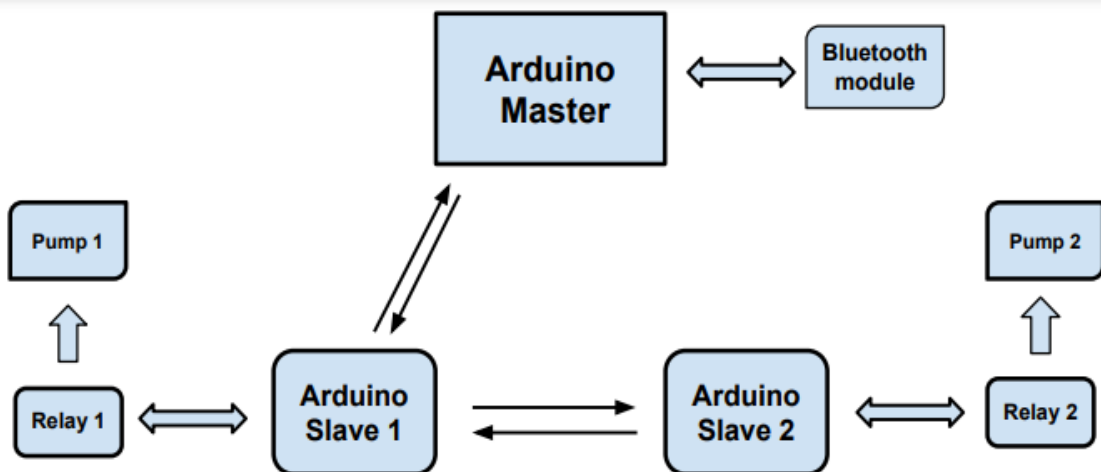 Arduino
Master
Bluetooth
module
Pump 1
Pump 2
Relay 1
Arduino
Slave 1
Arduino
Slave 2
Relay 2